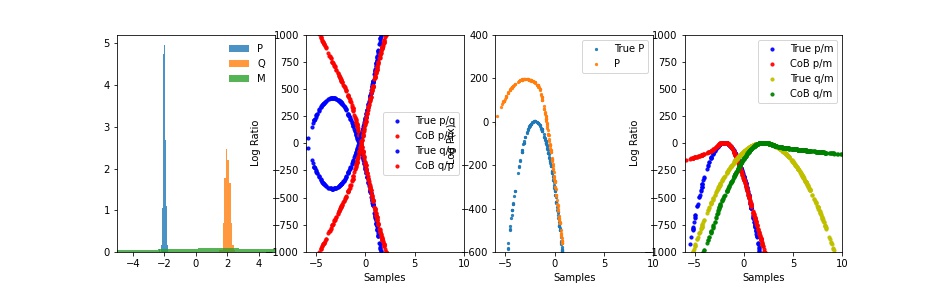 5
4
3
2
1
0
−4
−2
0
2
4
P
Q
M
Log Ratio
1000
750
500
250
0
−250
−500
−750
−1000
−5
0
5
10
Samples
True p/q
CoB p/q
True q/p
CoB q/p
400
200
0
−200
−400
−600
−5
0
5
10
Samples
True P
P
Log Ratio
1000
750
500
250
0
−250
−500
−750
−1000
−5
0
5
10
Samples
True p/m
CoB p/m
True q/m
CoB q/m